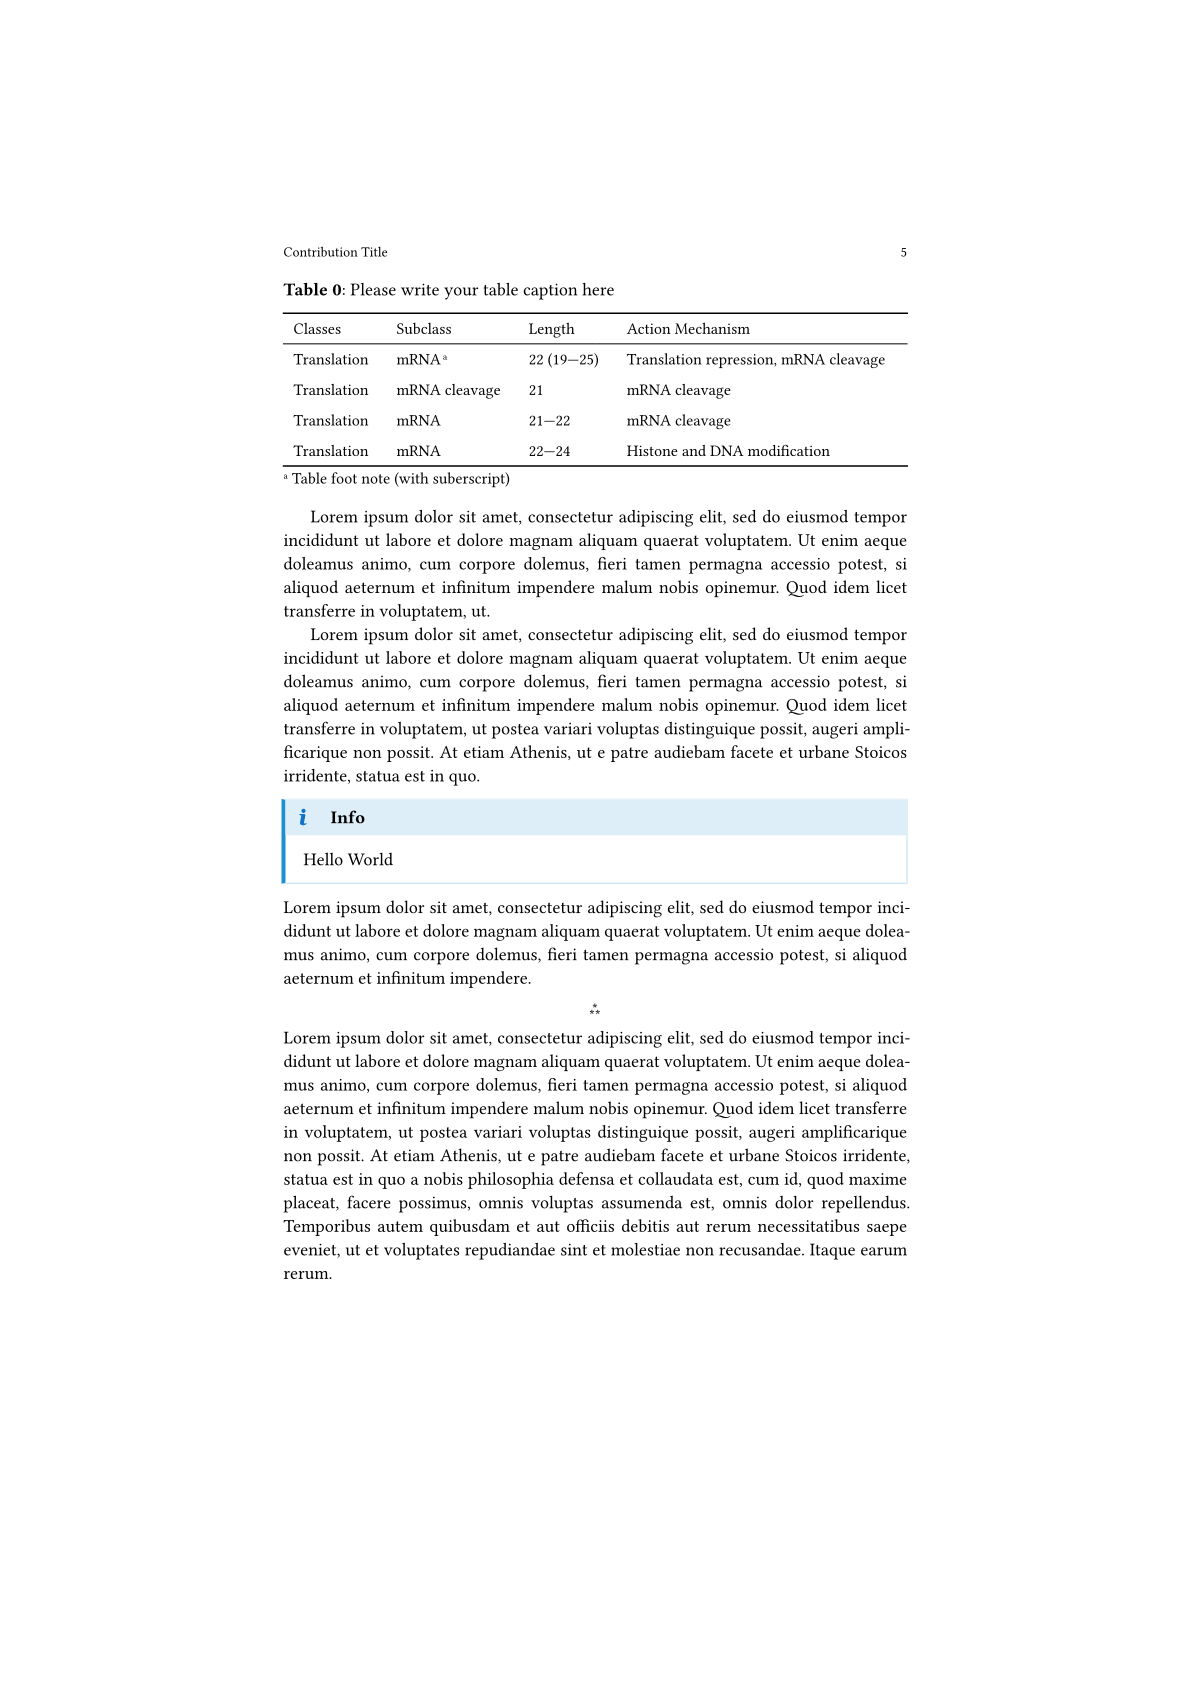 Contribution Title 5
Table 0: Please write your table caption here
Classes Subclass Length Action Mechanism
Translation mRNA ᵃ 22 (19—25) Translation repression, mRNA cleavage
Translation mRNA cleavage 21 mRNA cleavage
Translation mRNA 21—22 mRNA cleavage
Translation mRNA 22—24 Histone and DNA modification
ᵃ Table foot note (with suberscript)
Lorem ipsum dolor sit amet, consectetur adipiscing elit, sed do eiusmod tempor
incididunt ut labore et dolore magnam aliquam quaerat voluptatem. Ut enim aeque
doleamus animo, cum corpore dolemus, fieri tamen permagna accessio potest, si
aliquod aeternum et infinitum impendere malum nobis opinemur. Quod idem licet
transferre in voluptatem, ut.
Lorem ipsum dolor sit amet, consectetur adipiscing elit, sed do eiusmod tempor
incididunt ut labore et dolore magnam aliquam quaerat voluptatem. Ut enim aeque
doleamus animo, cum corpore dolemus, fieri tamen permagna accessio potest, si
aliquod aeternum et infinitum impendere malum nobis opinemur. Quod idem licet
transferre in voluptatem, ut postea variari voluptas distinguique possit, augeri ampli-
ficarique non possit. At etiam Athenis, ut e patre audiebam facete et urbane Stoicos
irridente, statua est in quo.
i Info
Hello World
Lorem ipsum dolor sit amet, consectetur adipiscing elit, sed do eiusmod tempor inci-
didunt ut labore et dolore magnam aliquam quaerat voluptatem. Ut enim aeque dolea-
mus animo, cum corpore dolemus, fieri tamen permagna accessio potest, si aliquod
aeternum et infinitum impendere.
⁂
Lorem ipsum dolor sit amet, consectetur adipiscing elit, sed do eiusmod tempor inci-
didunt ut labore et dolore magnam aliquam quaerat voluptatem. Ut enim aeque dolea-
mus animo, cum corpore dolemus, fieri tamen permagna accessio potest, si aliquod
aeternum et infinitum impendere malum nobis opinemur. Quod idem licet transferre
in voluptatem, ut postea variari voluptas distinguique possit, augeri amplificarique
non possit. At etiam Athenis, ut e patre audiebam facete et urbane Stoicos irridente,
statua est in quo a nobis philosophia defensa et collaudata est, cum id, quod maxime
placeat, facere possimus, omnis voluptas assumenda est, omnis dolor repellendus.
Temporibus autem quibusdam et aut officiis debitis aut rerum necessitatibus saepe
eveniet, ut et voluptates repudiandae sint et molestiae non recusandae. Itaque earum
rerum.